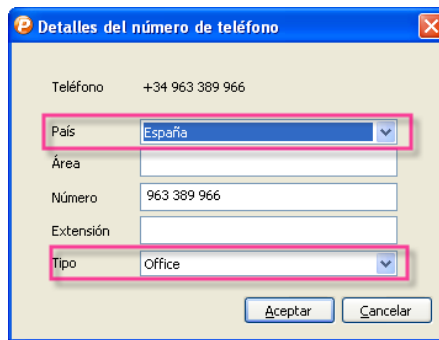 Detalles del número de teléfono
Teléfono +34 963 389 966
País España
Área
Número 963 389 966
Extensión
Tipo Office
Aceptar Cancelar